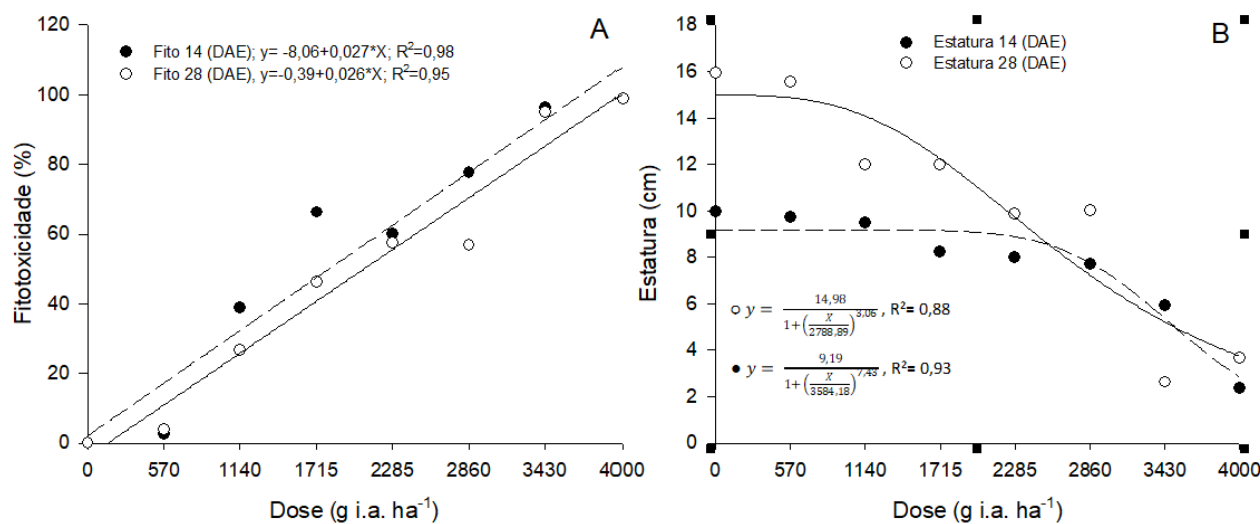 A
Fito 14 (DAE); y= -8,06+0,027*X; R²=0,98
Fito 28 (DAE), y=-0,39+0,026*X; R²=0,95
Fitotoxicidade (%)
120
100
80
60
40
20
0
0 570 1140 1715 2285 2860 3430 4000
Dose (g i.a. ha⁻¹)
B
Estatura 14 (DAE)
Estatura 28 (DAE)
Estatura (cm)
18
16
14
12
10
8
6
4
2
0
y = 14,98 / 1+(X/2788,89)^3,06 , R²= 0,88
y = 9,19 / 1+(X/3584,18)^7,43 , R²= 0,93
0 570 1140 1715 2285 2860 3430 4000
Dose (g i.a. ha⁻¹)